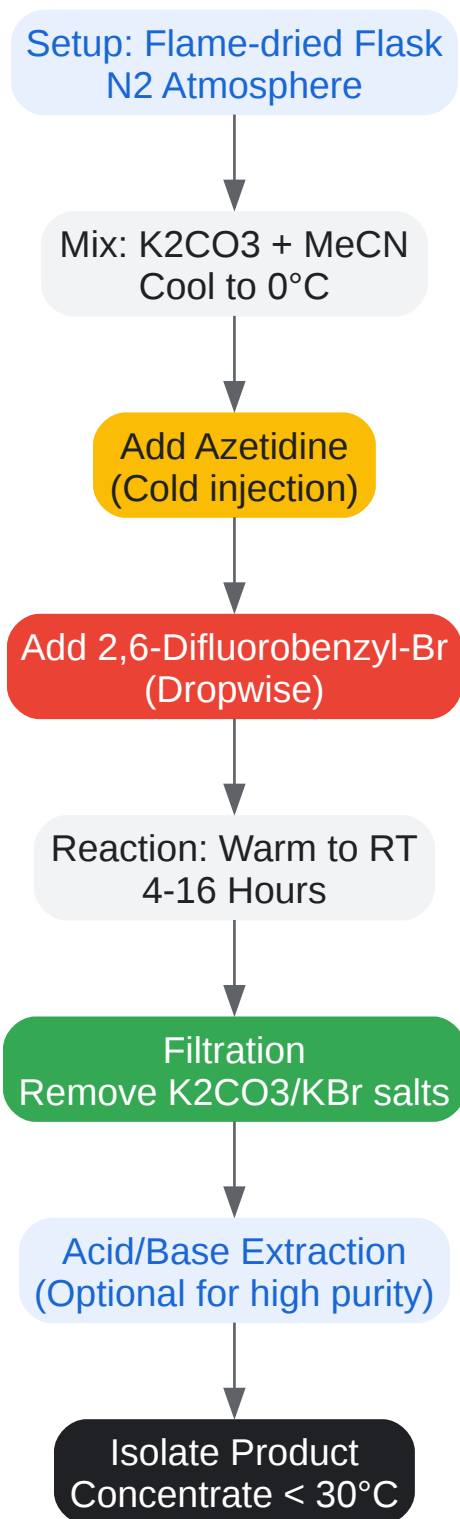 Setup: Flame-dried Flask
N2 Atmosphere
Mix: K2CO3 + MeCN
Cool to 0°C
Add Azetidine
(Cold injection)
Add 2,6-Difluorobenzyl-Br
(Dropwise)
Reaction: Warm to RT
4-16 Hours
Filtration
Remove K2CO3/KBr salts
Acid/Base Extraction
(Optional for high purity)
Isolate Product
Concentrate < 30°C